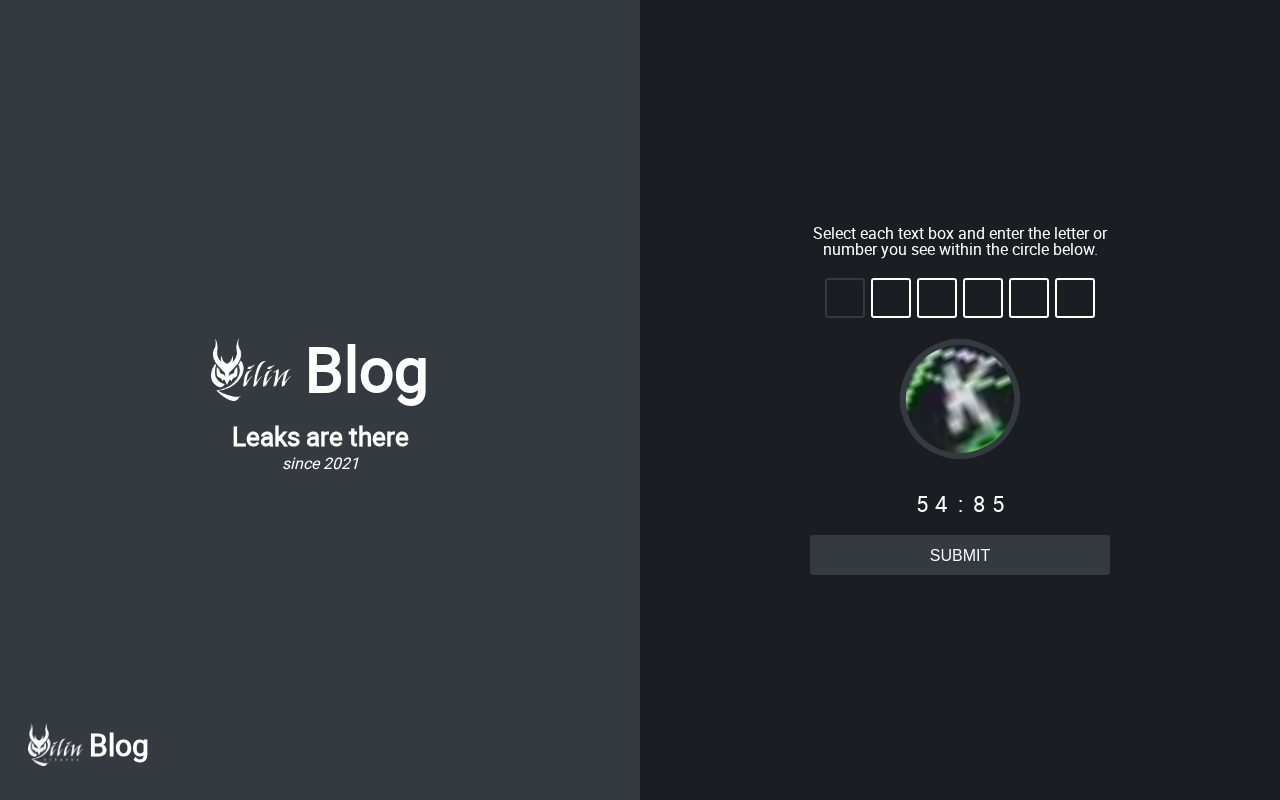 Qilin Blog
Leaks are there
since 2021
Qilin Blog
Select each text box and enter the letter or
number you see within the circle below.
K
54:85
SUBMIT